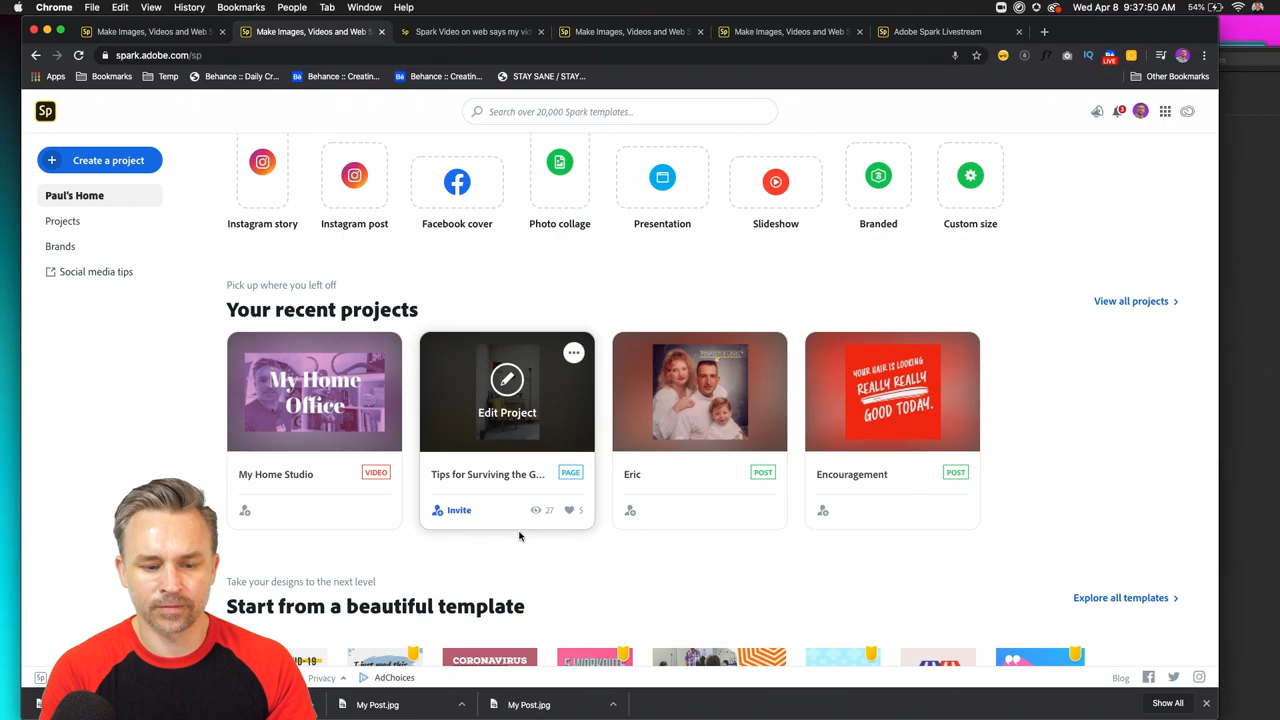 Chrome File Edit View History Bookmarks People Tab Window Help 54% Wed Apr 8 9:37:50 AM
Make Images, Videos and Web S
Make Images, Videos and Web S
Spark Video on web says my vid
Make Images, Videos and Web S
Make Images, Videos and Web S
Adobe Spark Livestream
spark.adobe.com/sp
Apps Bookmarks Temp Behance :: Daily Cr... Behance :: Creatin... Behance :: Creatin... STAY SANE / STAY... Other Bookmarks
LIVE
Sp
Search over 20,000 Spark templates...
3
Create a project
Paul's Home
Projects
Brands
Social media tips
Instagram story
Instagram post
Facebook cover
Photo collage
Presentation
Slideshow
Branded
Custom size
Pick up where you left off
Your recent projects
View all projects
My Home
Office
Edit Project
YOUR HAIR IS LOOKING
REALLY REALLY
GOOD TODAY.
My Home Studio VIDEO
Tips for Surviving the G... PAGE
Eric POST
Encouragement POST
Invite 27 5
Take your designs to the next level
Start from a beautiful template
Explore all templates
CORONAVIRUS
Sp
Privacy
AdChoices
Blog
My Post.jpg
My Post.jpg
Show All